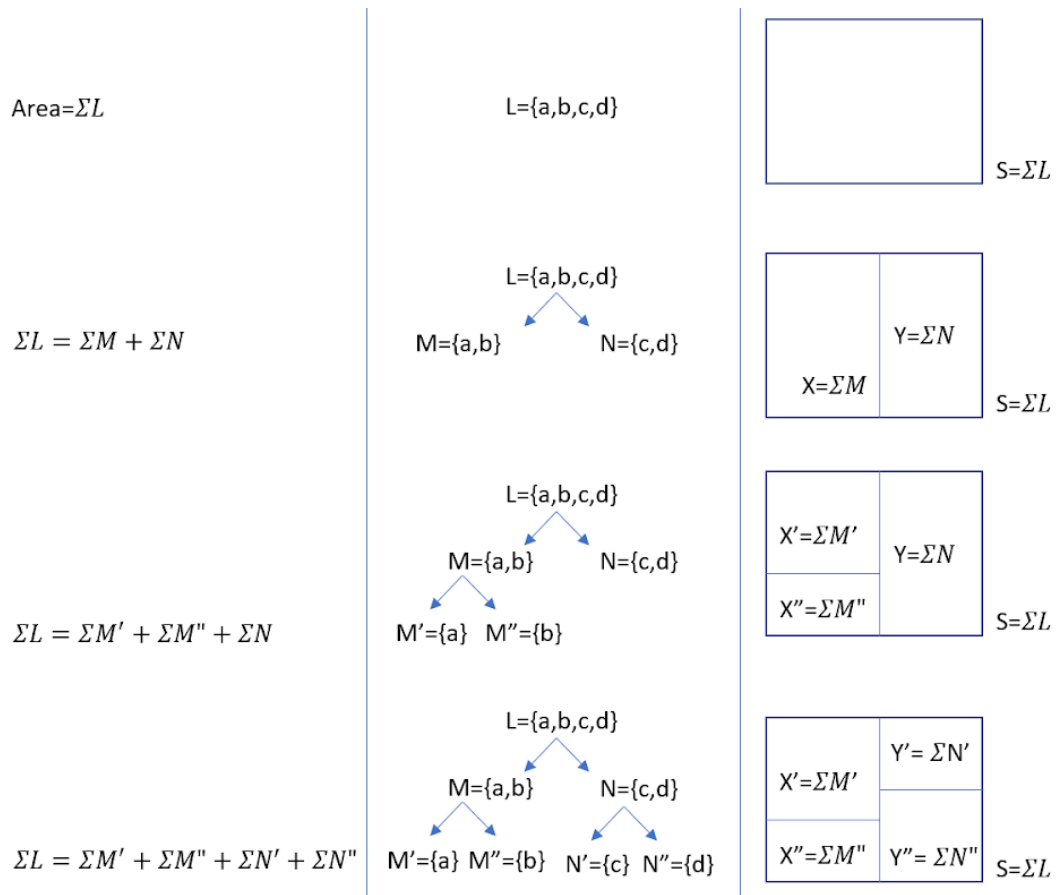 Area=ΣL
L={a,b,c,d}
S=ΣL
ΣL = ΣM + ΣN
L={a,b,c,d}
M={a,b} N={c,d}
X=ΣM
Y=ΣN
S=ΣL
ΣL = ΣM′ + ΣM" + ΣN
L={a,b,c,d}
M={a,b} N={c,d}
M’={a} M”={b}
X’=ΣM'
X”=ΣM"
Y=ΣN
S=ΣL
ΣL = ΣM′ + ΣM" + ΣN′ + ΣN"
L={a,b,c,d}
M={a,b} N={c,d}
M’={a} M”={b} N’={c} N”={d}
X’=ΣM'
X”=ΣM"
Y’= ΣN’
Y”= ΣN"
S=ΣL